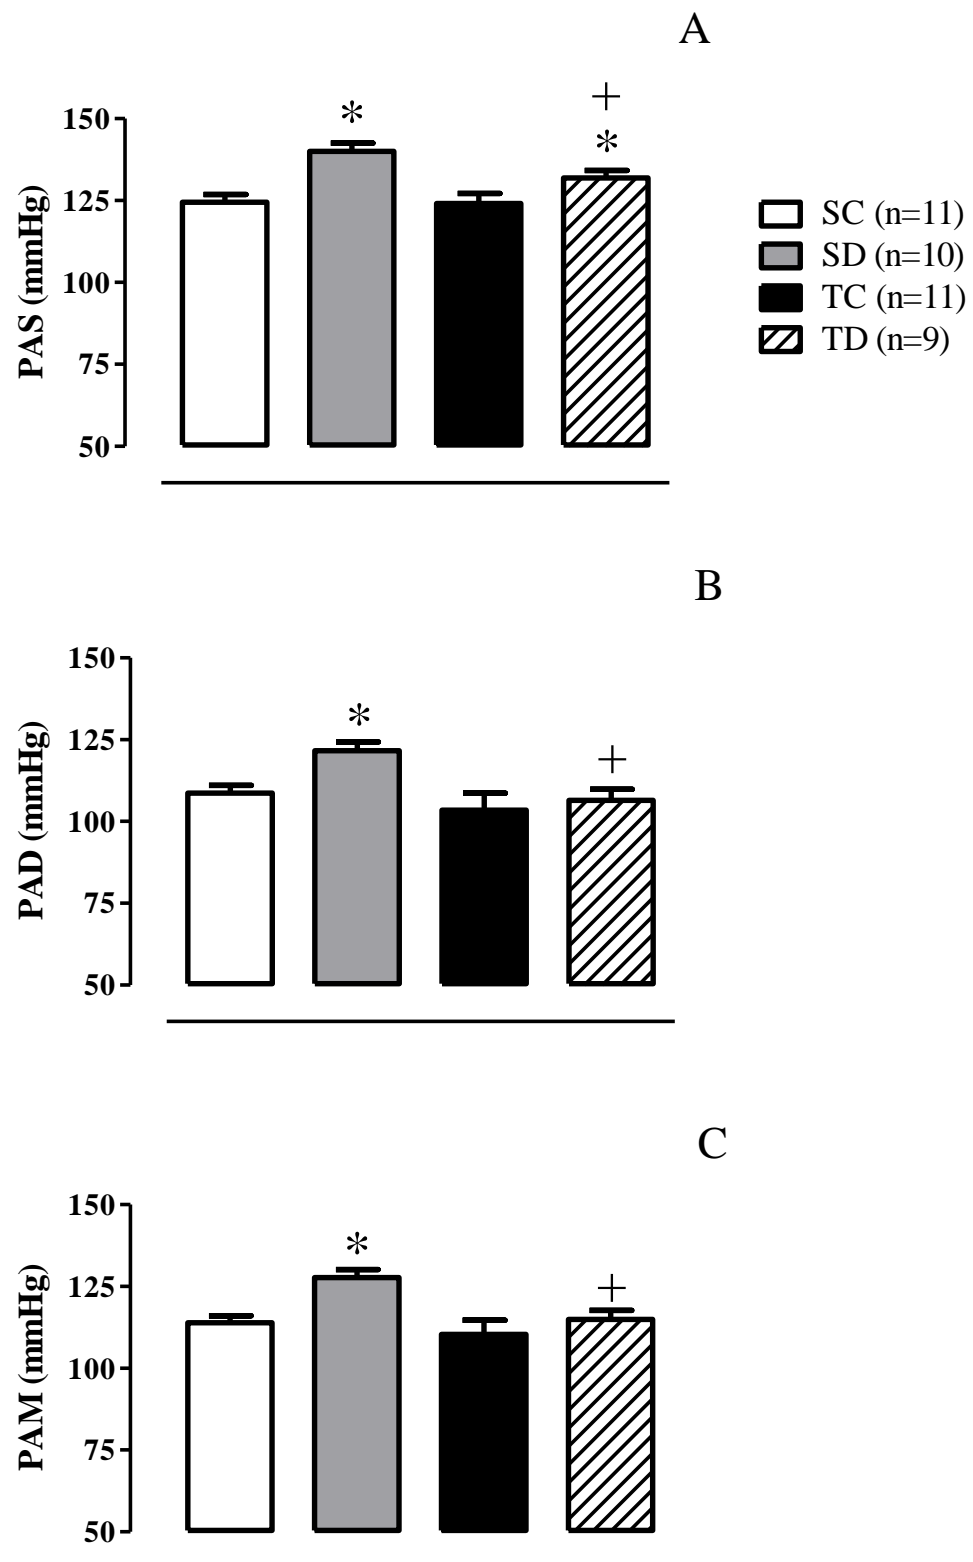 A
+
150
*
*
125
PAS (mmHg)
100
75
50
SC (n=11)
SD (n=10)
TC (n=11)
TD (n=9)
B
150
*
+
125
PAD (mmHg)
100
75
50
C
150
*
+
125
PAM (mmHg)
100
75
50